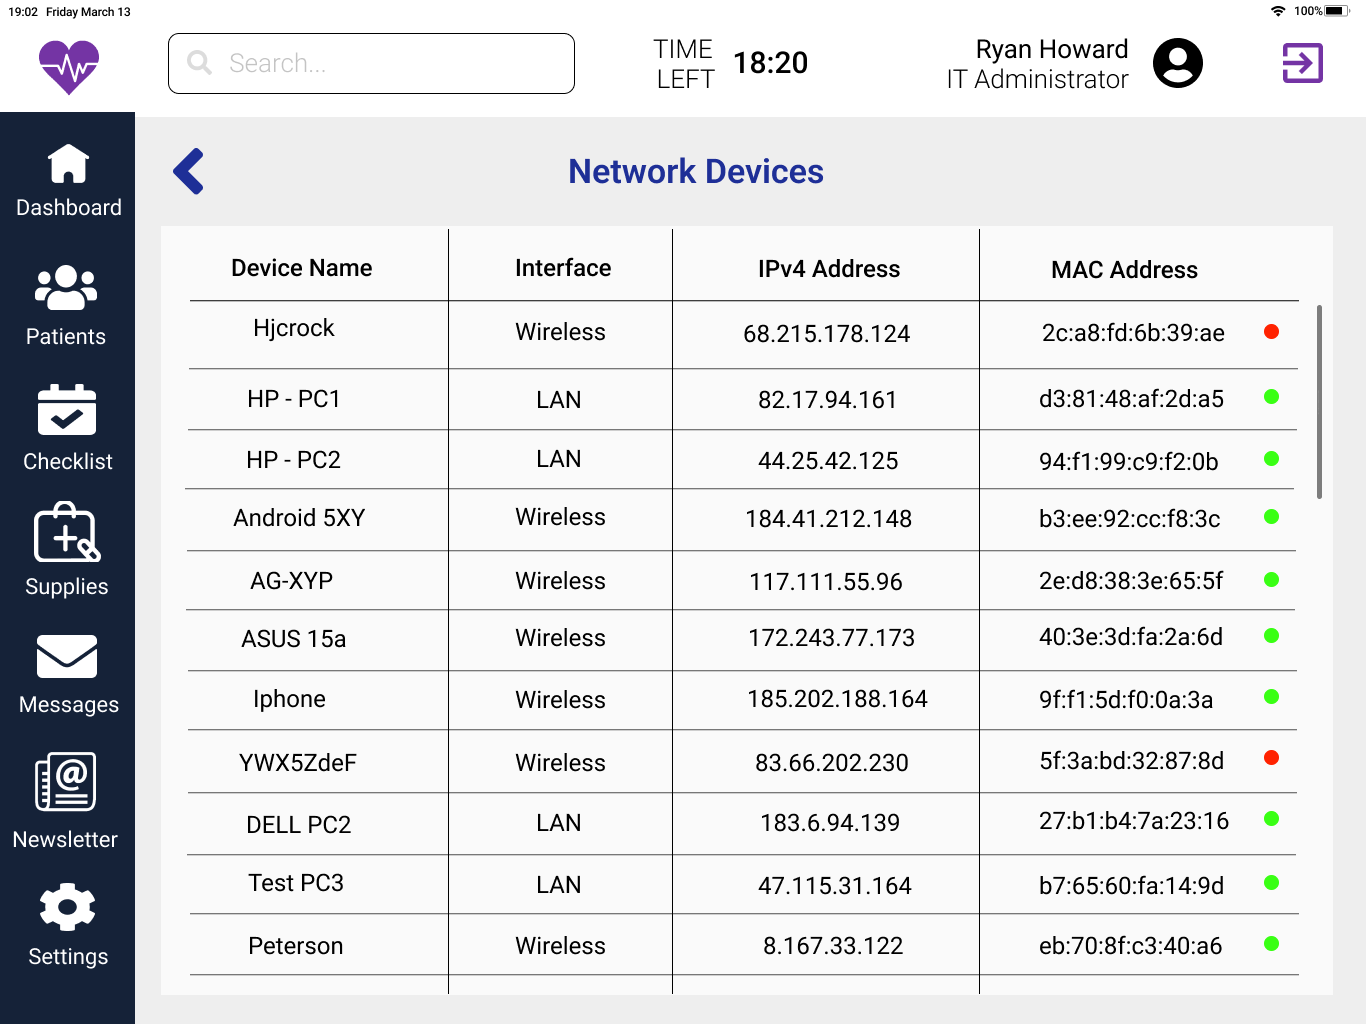 19:02 Friday March 13
100%
Search...
TIME LEFT 18:20
Ryan Howard
IT Administrator
Dashboard
Patients
Checklist
Supplies
Messages
Newsletter
Settings
Network Devices
Device Name Interface IPv4 Address MAC Address
Hjcrock Wireless 68.215.178.124 2c:a8:fd:6b:39:ae
HP - PC1 LAN 82.17.94.161 d3:81:48:af:2d:a5
HP - PC2 LAN 44.25.42.125 94:f1:99:c9:f2:0b
Android 5XY Wireless 184.41.212.148 b3:ee:92:cc:f8:3c
AG-XYP Wireless 117.111.55.96 2e:d8:38:3e:65:5f
ASUS 15a Wireless 172.243.77.173 40:3e:3d:fa:2a:6d
Iphone Wireless 185.202.188.164 9f:f1:5d:f0:0a:3a
YWX5ZdeF Wireless 83.66.202.230 5f:3a:bd:32:87:8d
DELL PC2 LAN 183.6.94.139 27:b1:b4:7a:23:16
Test PC3 LAN 47.115.31.164 b7:65:60:fa:14:9d
Peterson Wireless 8.167.33.122 eb:70:8f:c3:40:a6